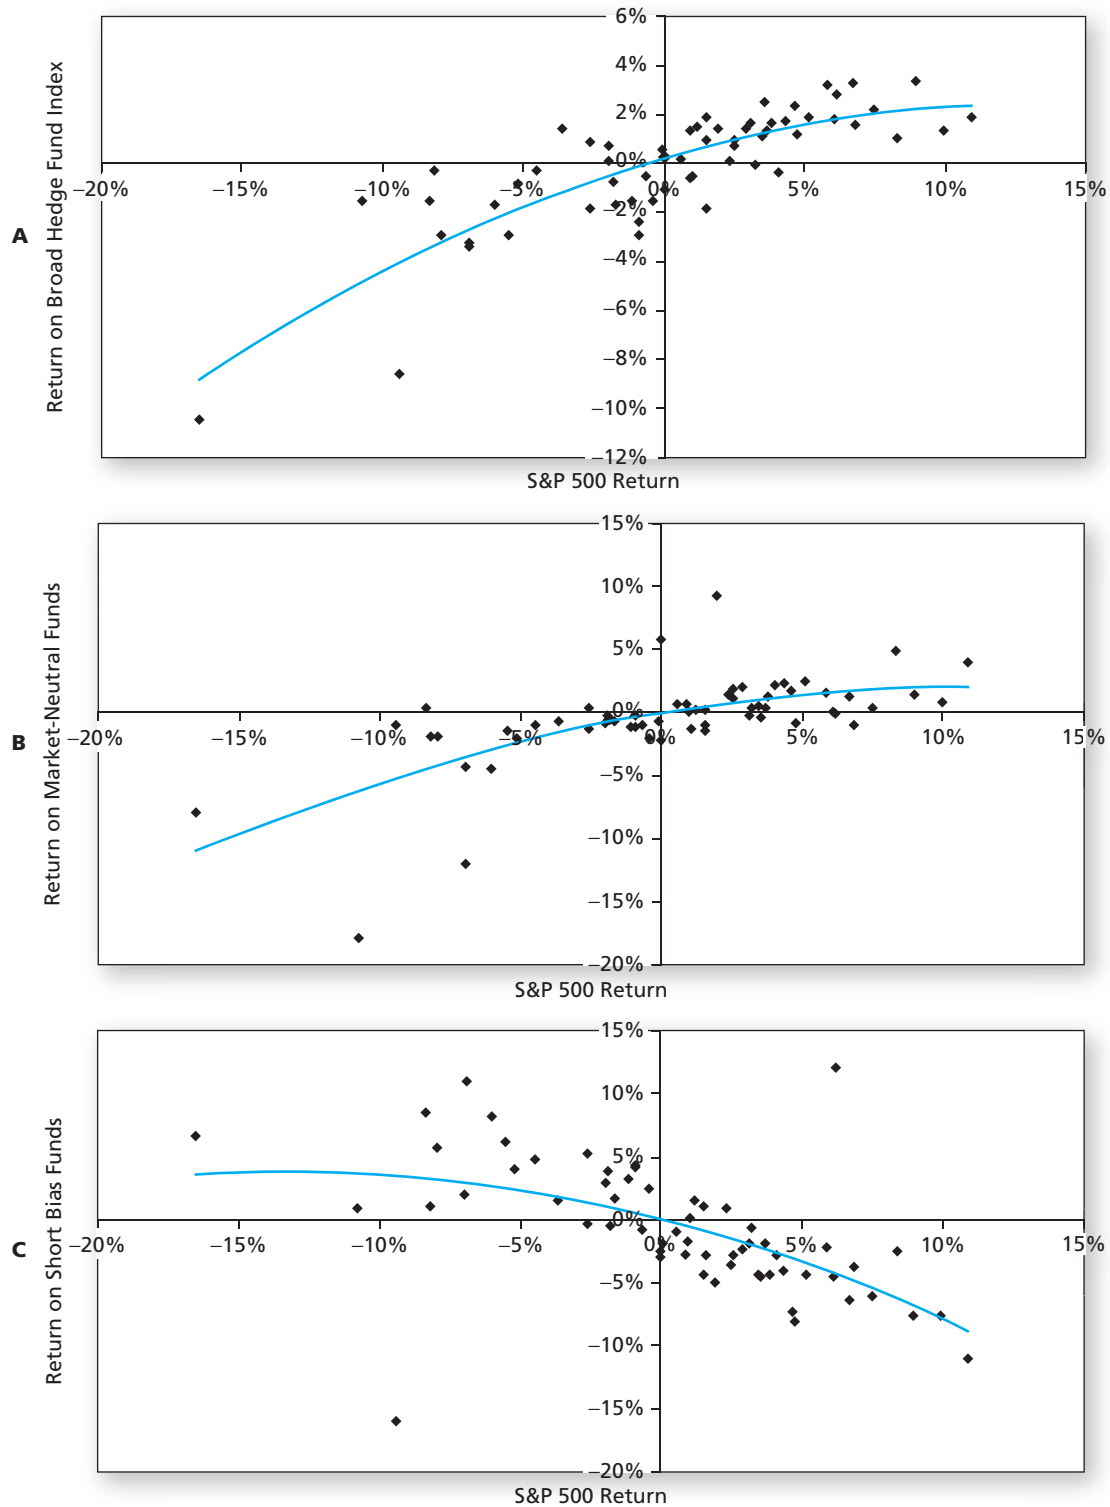 6%
4%
2%
0%
−20% −15% −10% −5% 0% 5% 10% 15%
−2%
−4%
−6%
−8%
−10%
−12%
A
Return on Broad Hedge Fund Index
S&P 500 Return
15%
10%
5%
0%
−20% −15% −10% −5% 0% 5% 10% 15%
−5%
−10%
−15%
−20%
B
Return on Market-Neutral Funds
S&P 500 Return
15%
10%
5%
0%
−20% −15% −10% −5% 0% 5% 10% 15%
−5%
−10%
−15%
−20%
C
Return on Short Bias Funds
S&P 500 Return